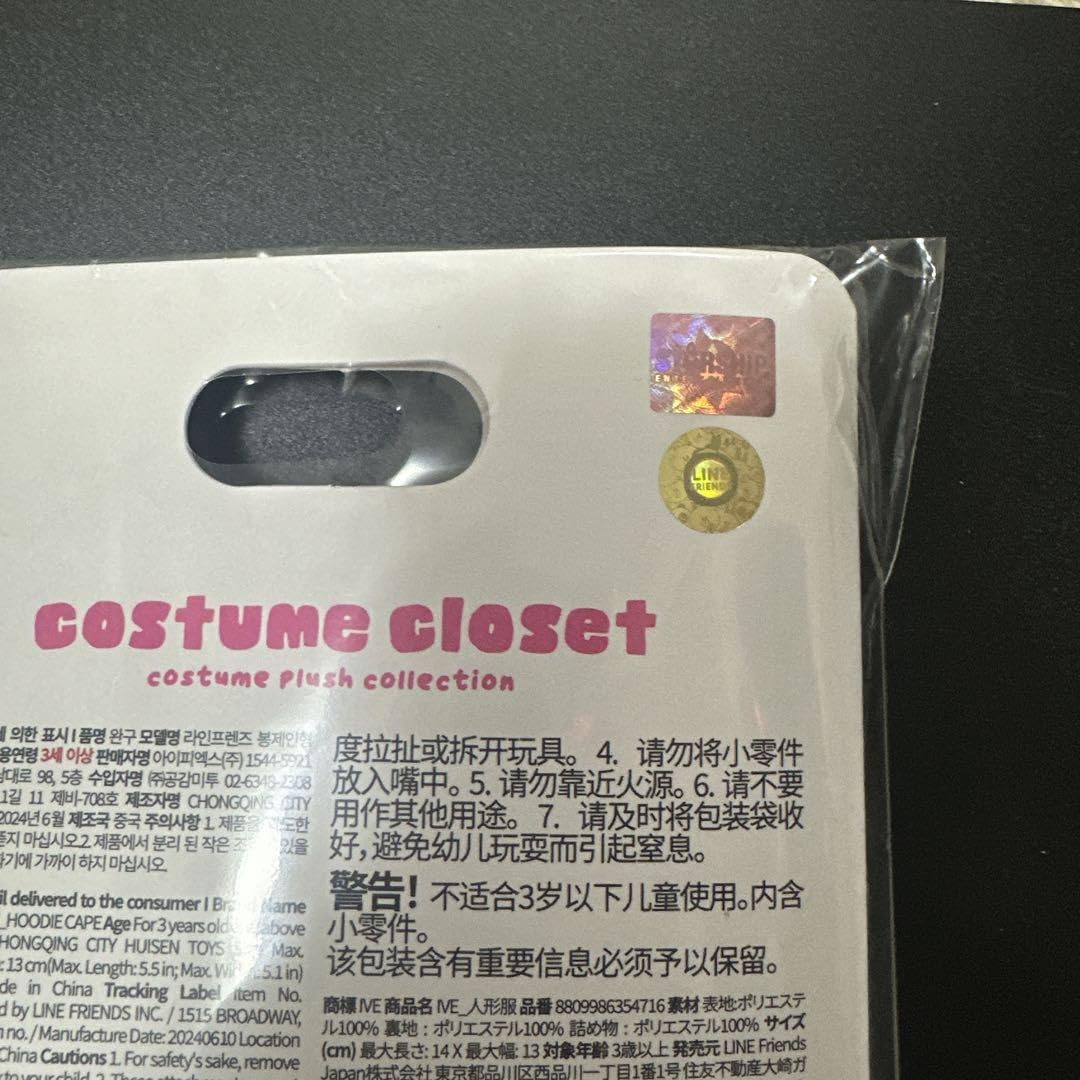 STARSHIP
LINE
FRIENDS
costume closet
costume plush collection
의한 표시 I 품명 완구 모델명 라인프렌즈 봉제인형
용연령 3세 이상 판매자명 아이피엑스(주) 1544-5921
남대로 98, 5층 수입자명 ㈜공감미투 02-6348-2308
1길 11 제비-708호 제조자명 CHONGQING CITY
2024년 6월 제조국 중국 주의사항 1. 제품을
지 마십시오.2. 제품에서 분리 된 작은
가까이 하지 마십시오.
delivered to the consumer I Brand Name
_HOODIE CAPE Age For 3 years old above
CHONGQING CITY HUISEN TOYS Max.
: 13 cm(Max. Length: 5.5 in; Max. Width: 5.1 in)
in China Tracking Label Item No.
by LINE FRIENDS INC. / 1515 BROADWAY,
no. / Manufacture Date: 20240610 Location
China Cautions 1. For safety's sake, remove
to your child. 2.
度拉扯或拆开玩具。4. 请勿将小零件
放入嘴中。5. 请勿靠近火源。6. 请不要
用作其他用途。7. 请及时将包装袋收
好,避免幼儿玩耍而引起窒息。
警告! 不适合3岁以下儿童使用。内含
小零件。
该包装含有重要信息必须予以保留。
商標 IVE 商品名 IVE_人形服 品番 8809986354716 素材 表地:ポリエステ
ル100% 裏地：ポリエステル100% 詰め物：ポリエステル100% サイズ
(cm) 最大長さ: 14 X 最大幅: 13 対象年齢 3歳以上 発売元 LINE Friends
Japan株式会社 東京都品川区西品川一丁目1番1号 住友不動産大崎ガ